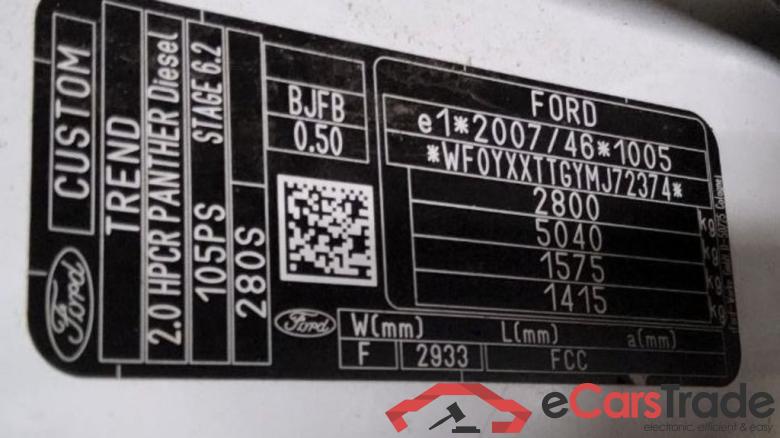 CUSTOM
TREND
2.0 HPCR PANTHER Diesel
105PS STAGE 6.2
280S
Ford
BJFB
0.50
FORD
e1*2007/46*1005
*WF0YXXTTGYMJ72374*
2800 kg
5040 kg
1575 kg
1415 kg
Ford
W(mm) L(mm) a(mm)
F 2933 FCC
eCarsTrade
electronic, efficient & easy